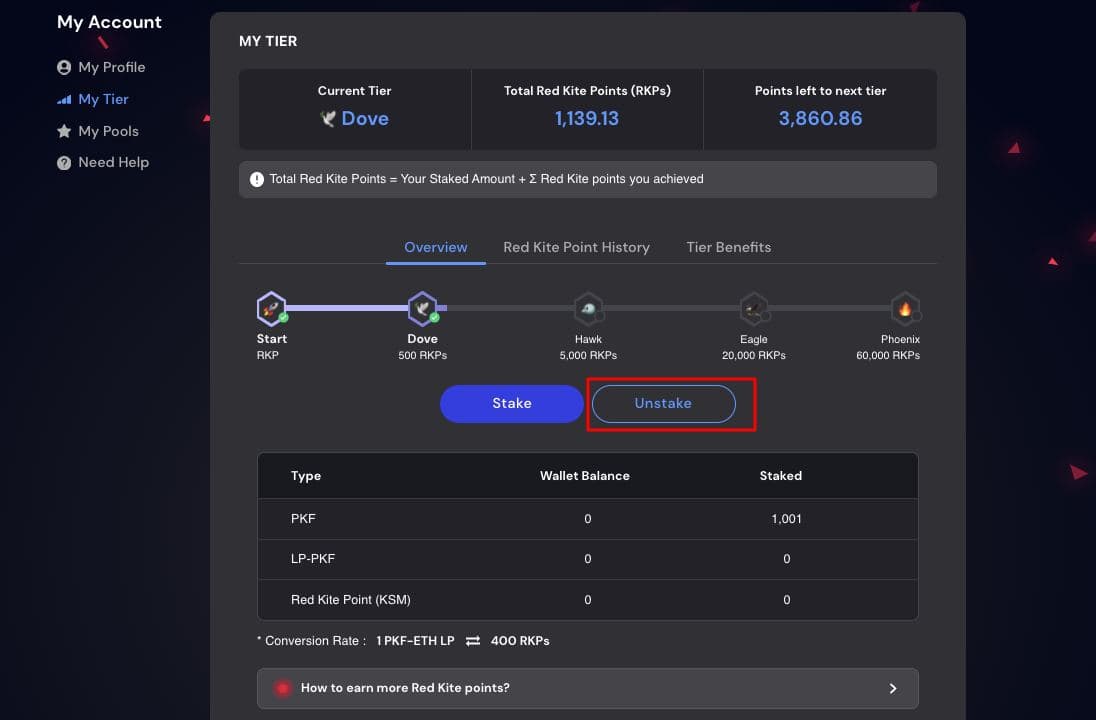 My Account
My Profile
My Tier
My Pools
Need Help
MY TIER
Current Tier
Dove
Total Red Kite Points (RKPs)
1,139.13
Points left to next tier
3,860.86
Total Red Kite Points = Your Staked Amount + Σ Red Kite points you achieved
Overview Red Kite Point History Tier Benefits
Start Dove Hawk Eagle Phoenix
RKP 500 RKPs 5,000 RKPs 20,000 RKPs 60,000 RKPs
Stake Unstake
Type Wallet Balance Staked
PKF 0 1,001
LP-PKF 0 0
Red Kite Point (KSM) 0 0
* Conversion Rate : 1 PKF-ETH LP ⇄ 400 RKPs
How to earn more Red Kite points?